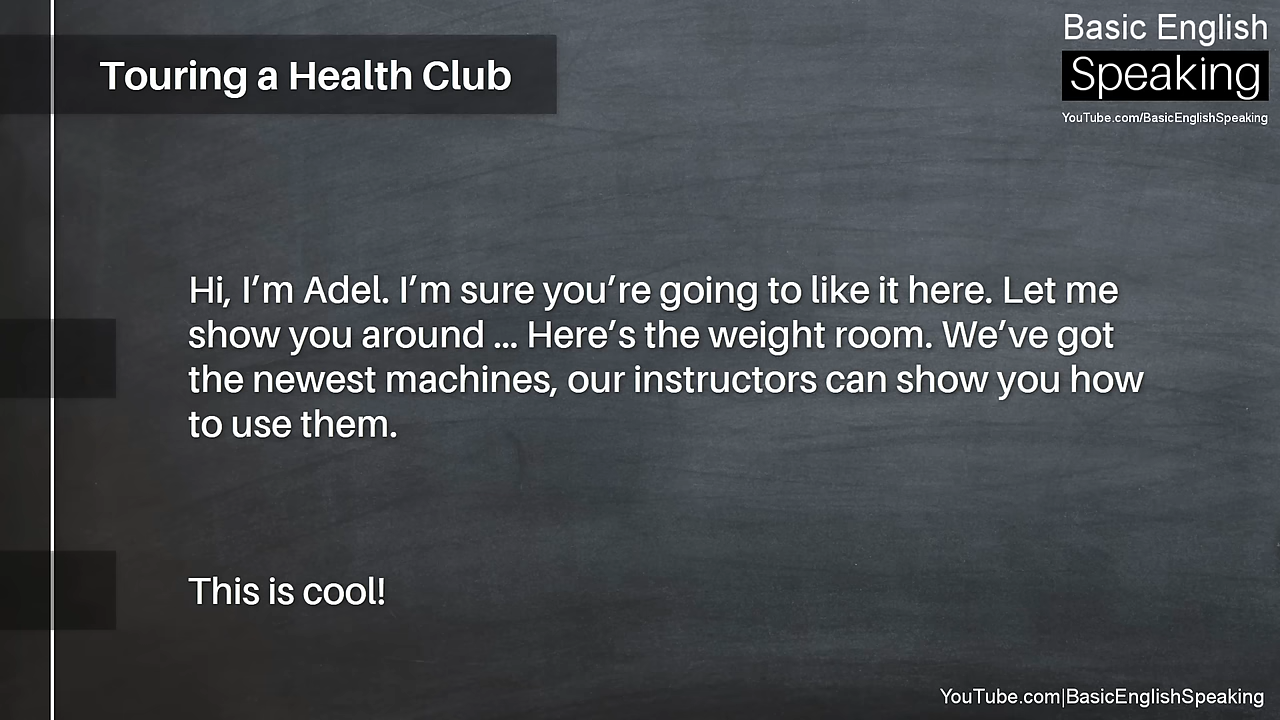 Basic English
Speaking
YouTube.com/BasicEnglishSpeaking
Touring a Health Club
Hi, I’m Adel. I’m sure you’re going to like it here. Let me
show you around ... Here’s the weight room. We’ve got
the newest machines, our instructors can show you how
to use them.
This is cool!
YouTube.com|BasicEnglishSpeaking